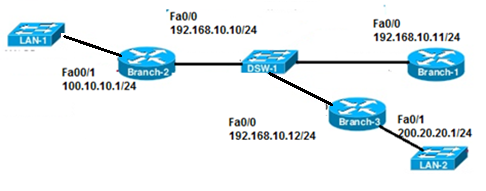 LAN-1
Fa00/1
100.10.10.1/24
Branch-2
Fa0/0
192.168.10.10/24
DSW-1
Fa0/0
192.168.10.11/24
Branch-1
Fa0/0
192.168.10.12/24
Branch-3
Fa0/1
200.20.20.1/24
LAN-2